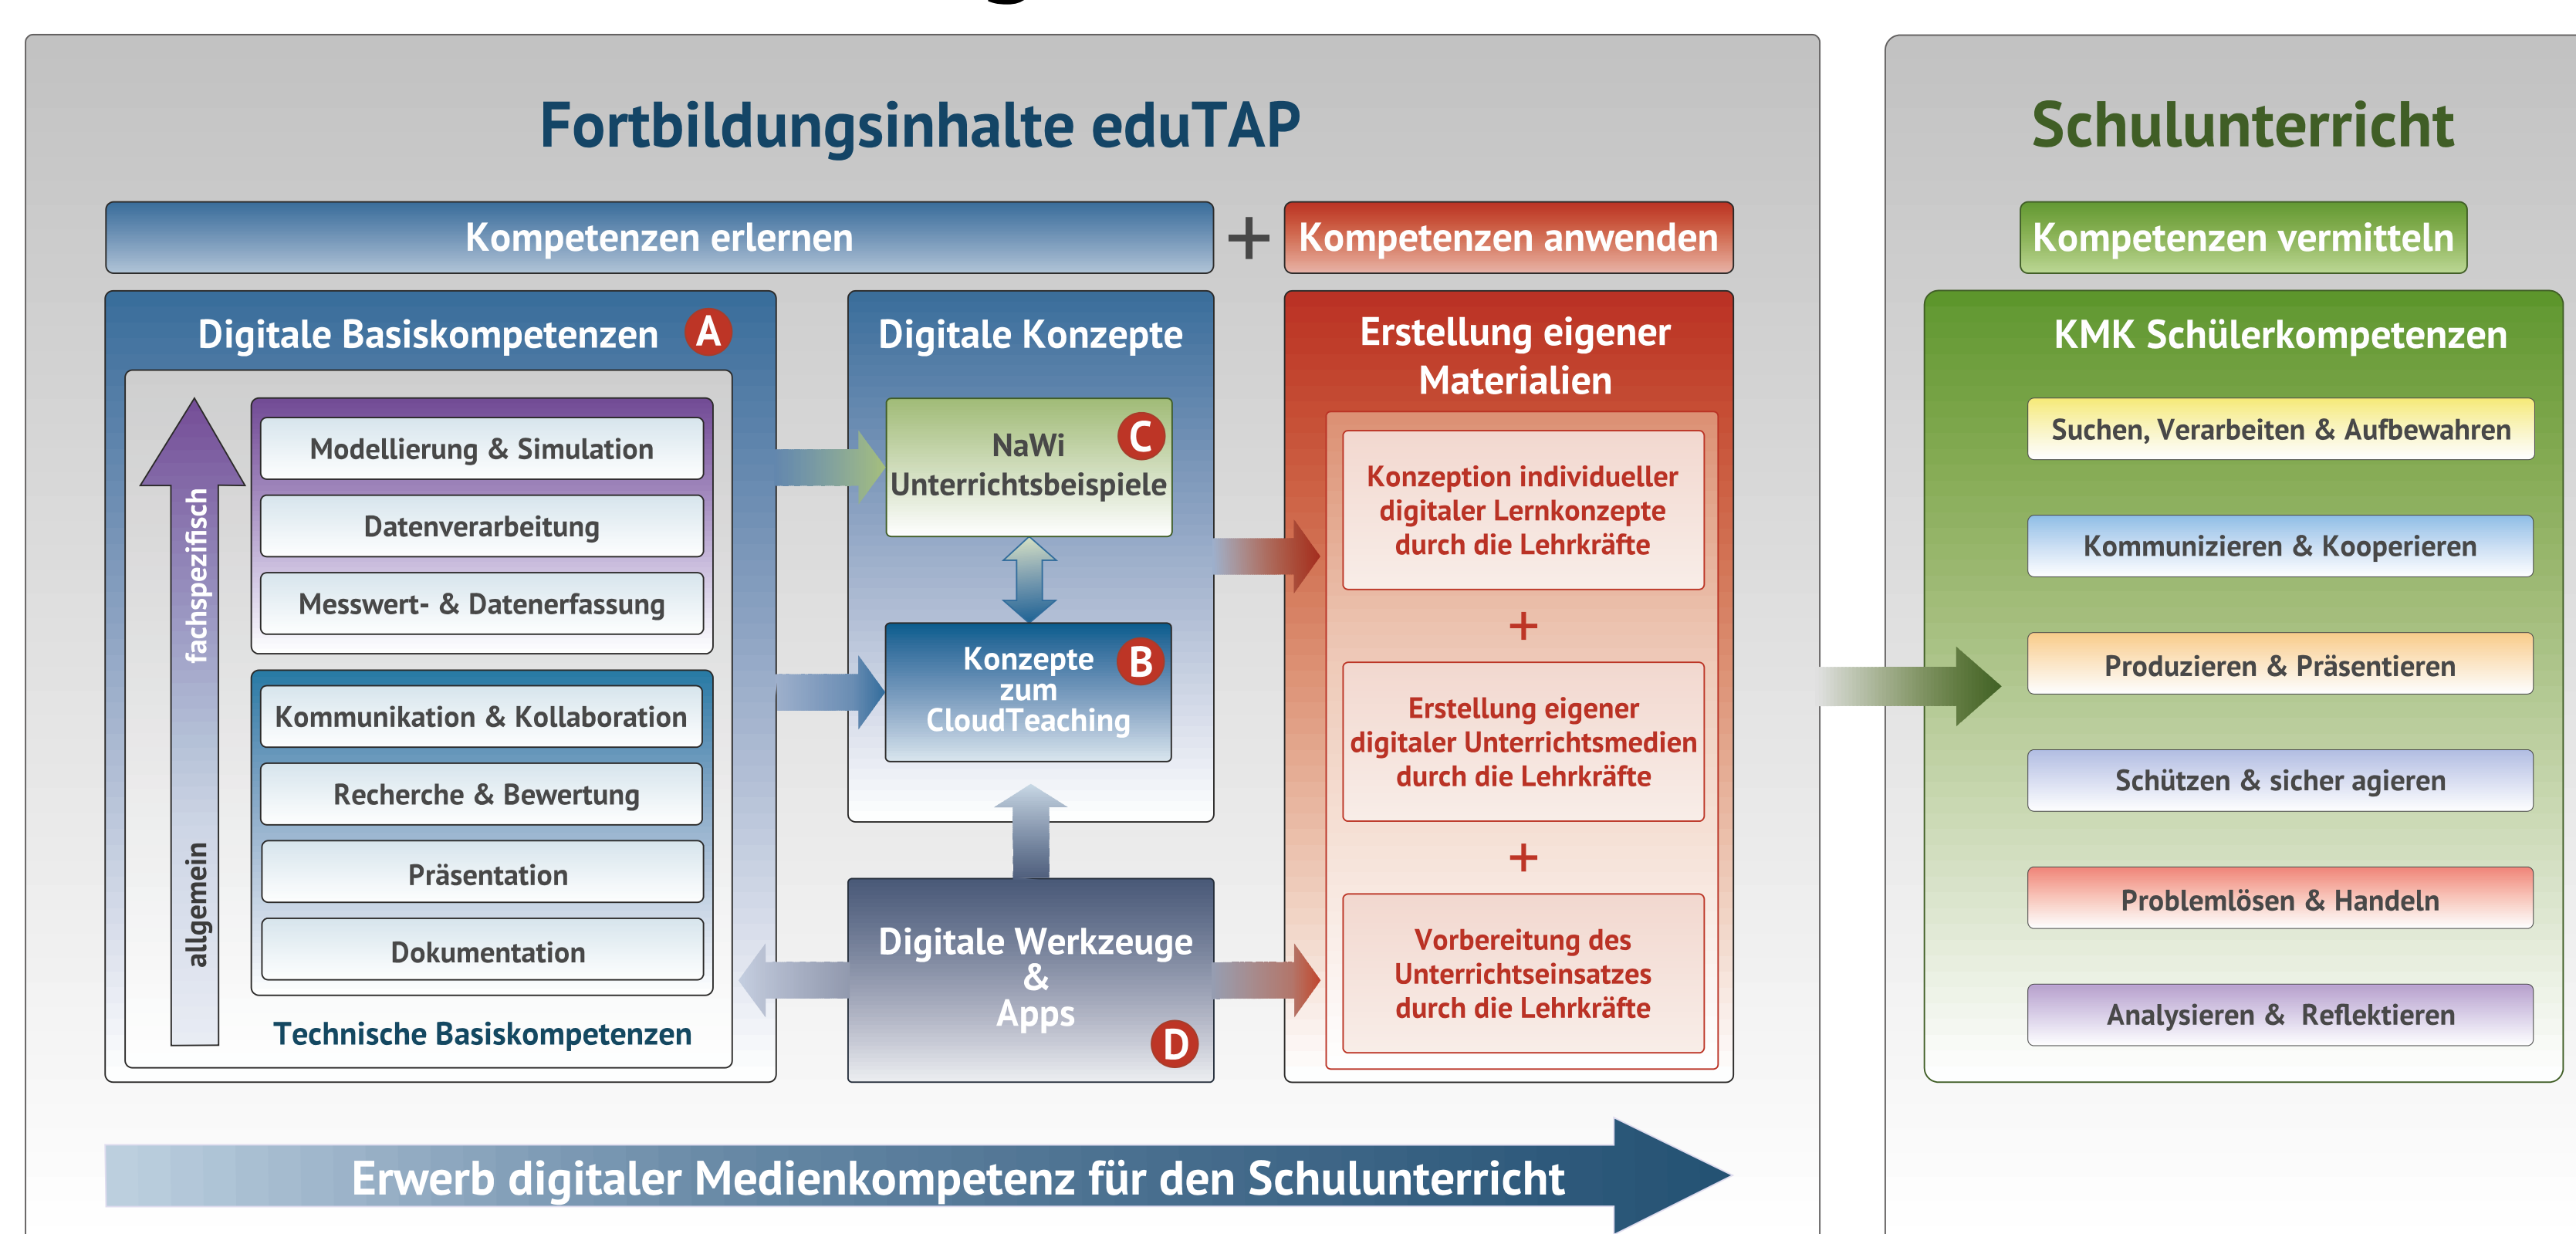 Fortbildungsinhalte eduTAP
Kompetenzen erlernen
+
Kompetenzen anwenden
Digitale Basiskompetenzen
A
fachspezifisch
allgemein
Modellierung & Simulation
Datenverarbeitung
Messwert- & Datenerfassung
Kommunikation & Kollaboration
Recherche & Bewertung
Präsentation
Dokumentation
Technische Basiskompetenzen
Digitale Konzepte
C
NaWi
Unterrichtsbeispiele
B
Konzepte
zum
CloudTeaching
Digitale Werkzeuge
&
Apps
D
Erstellung eigener
Materialien
Konzeption individueller
digitaler Lernkonzepte
durch die Lehrkräfte
+
Erstellung eigener
digitaler Unterrichtsmedien
durch die Lehrkräfte
+
Vorbereitung des
Unterrichtseinsatzes
durch die Lehrkräfte
Erwerb digitaler Medienkompetenz für den Schulunterricht
Schulunterricht
Kompetenzen vermitteln
KMK Schülerkompetenzen
Suchen, Verarbeiten & Aufbewahren
Kommunizieren & Kooperieren
Produzieren & Präsentieren
Schützen & sicher agieren
Problemlösen & Handeln
Analysieren & Reflektieren